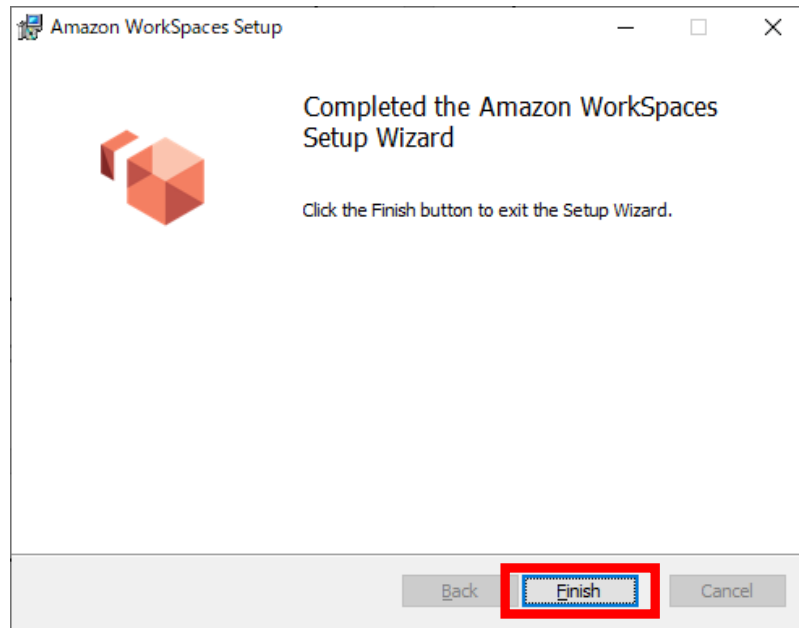 Amazon WorkSpaces Setup
Completed the Amazon WorkSpaces
Setup Wizard
Click the Finish button to exit the Setup Wizard.
Back
Finish
Cancel